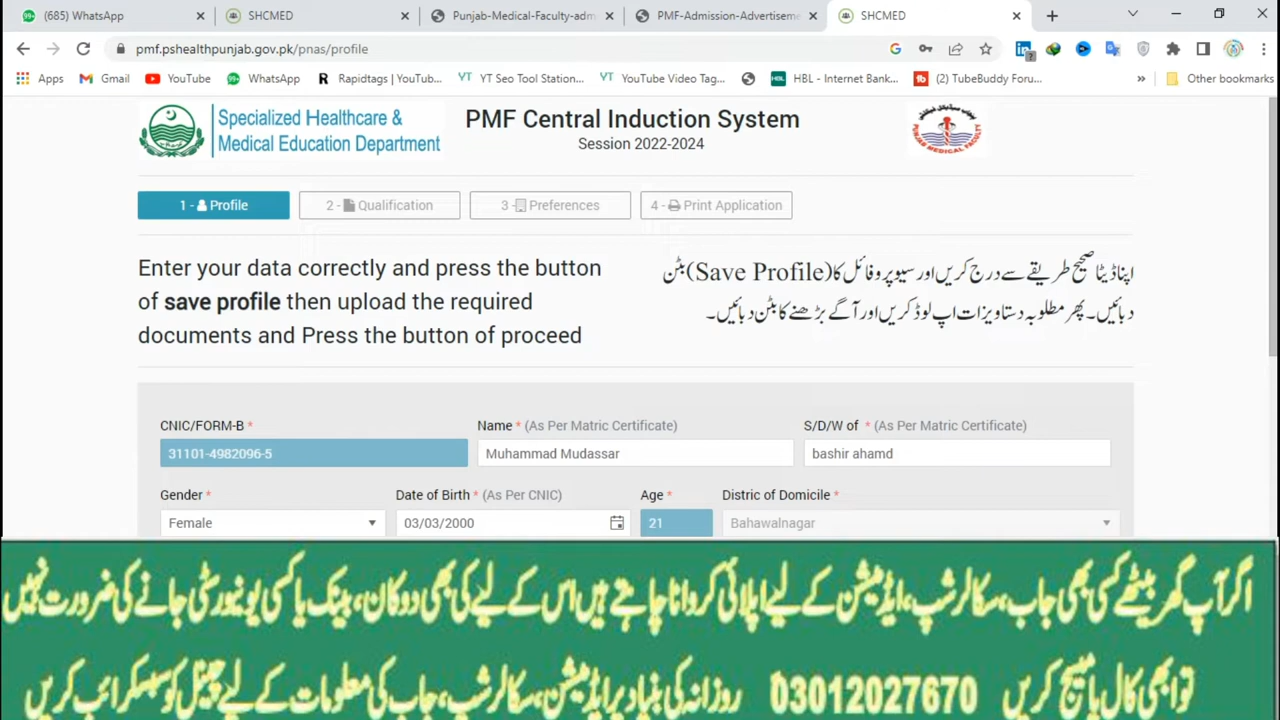 (685) WhatsApp
SHCMED
Punjab-Medical-Faculty-adm
PMF-Admission-Advertiseme
SHCMED
pmf.pshealthpunjab.gov.pk/pnas/profile
Apps
Gmail
YouTube
WhatsApp
Rapidtags | YouTub...
YT Seo Tool Station...
YouTube Video Tag...
HBL - Internet Bank...
(2) TubeBuddy Foru...
»
Other bookmarks
Specialized Healthcare &
Medical Education Department
PMF Central Induction System
Session 2022-2024
PUNJAB MEDICAL FACULTY
1 - Profile
2 - Qualification
3 - Preferences
4 - Print Application
Enter your data correctly and press the button
of save profile then upload the required
documents and Press the button of proceed
اپنا ڈیٹا صحیح طریقے سے درج کریں اور سیو پروفائل کا (Save Profile) بٹن
دبائیں۔ پھر مطلوبہ دستاویزات اپ لوڈ کریں اور آگے بڑھنے کا بٹن دبائیں۔
CNIC/FORM-B *
Name * (As Per Matric Certificate)
S/D/W of * (As Per Matric Certificate)
31101-4982096-5
Muhammad Mudassar
bashir ahamd
Gender *
Date of Birth * (As Per CNIC)
Age *
Distric of Domicile *
Female
03/03/2000
21
Bahawalnagar
اگر آپ گھر بیٹھے کسی بھی جاب، سکالرشپ، ایڈمیشن کے لیے اپلائی کروانا چاہتے ہیں اس کے لیے کی بھی دوکان، بینک یا کسی یونیورسٹی جانے کی ضرورت نہیں
تو ابھی کال یا میسج کریں 03012027670 روزانہ کی بنیاد پر ایڈمیشن، سکالرشپ، جاب کی معلومات کے لیے چینل کو سبسکرائب کریں